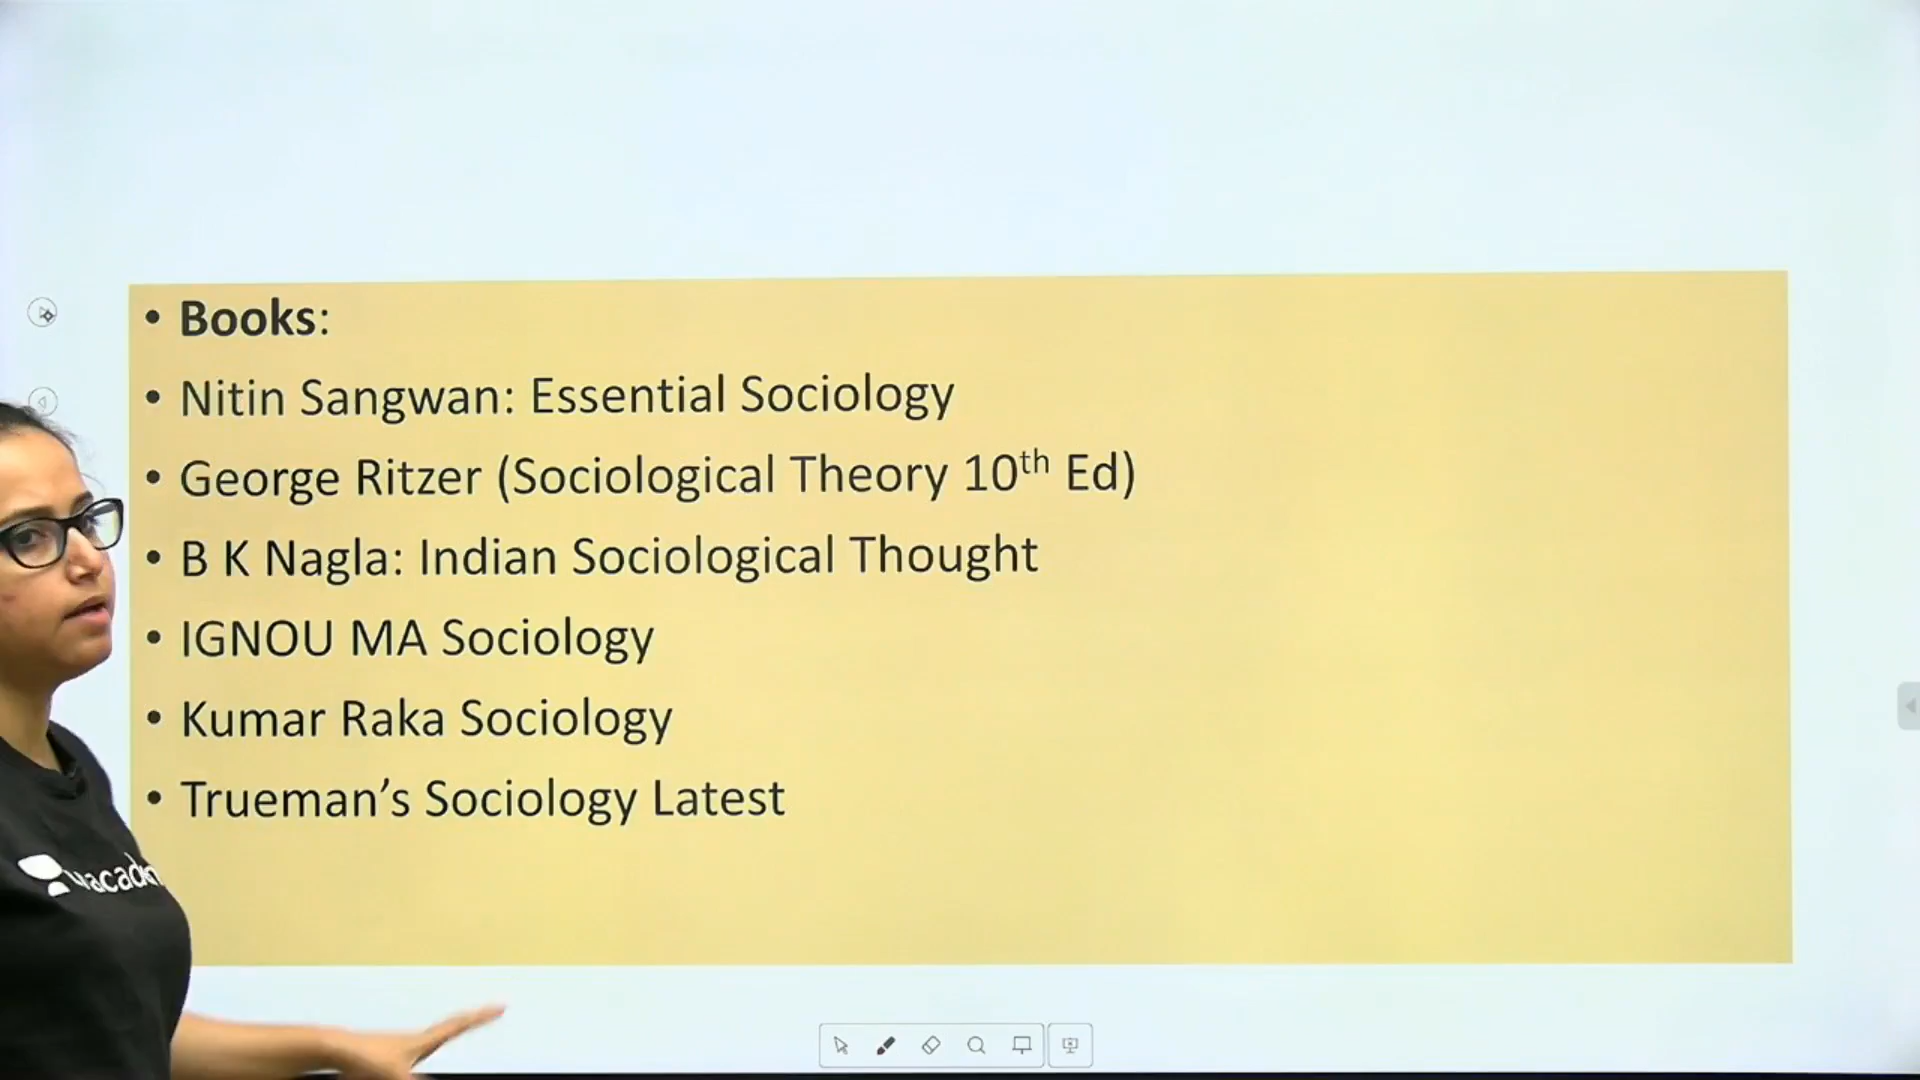 • Books:
• Nitin Sangwan: Essential Sociology
• George Ritzer (Sociological Theory 10th Ed)
• B K Nagla: Indian Sociological Thought
• IGNOU MA Sociology
• Kumar Raka Sociology
• Trueman’s Sociology Latest